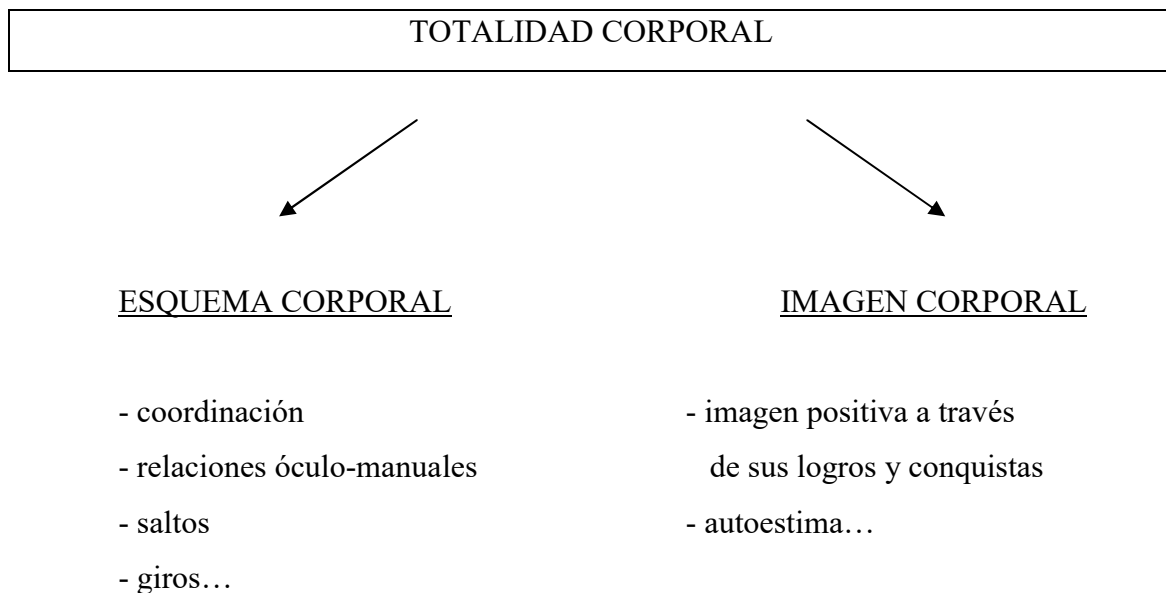 TOTALIDAD CORPORAL
ESQUEMA CORPORAL
- coordinación
- relaciones óculo-manuales
- saltos
- giros…
IMAGEN CORPORAL
- imagen positiva a través
de sus logros y conquistas
- autoestima…